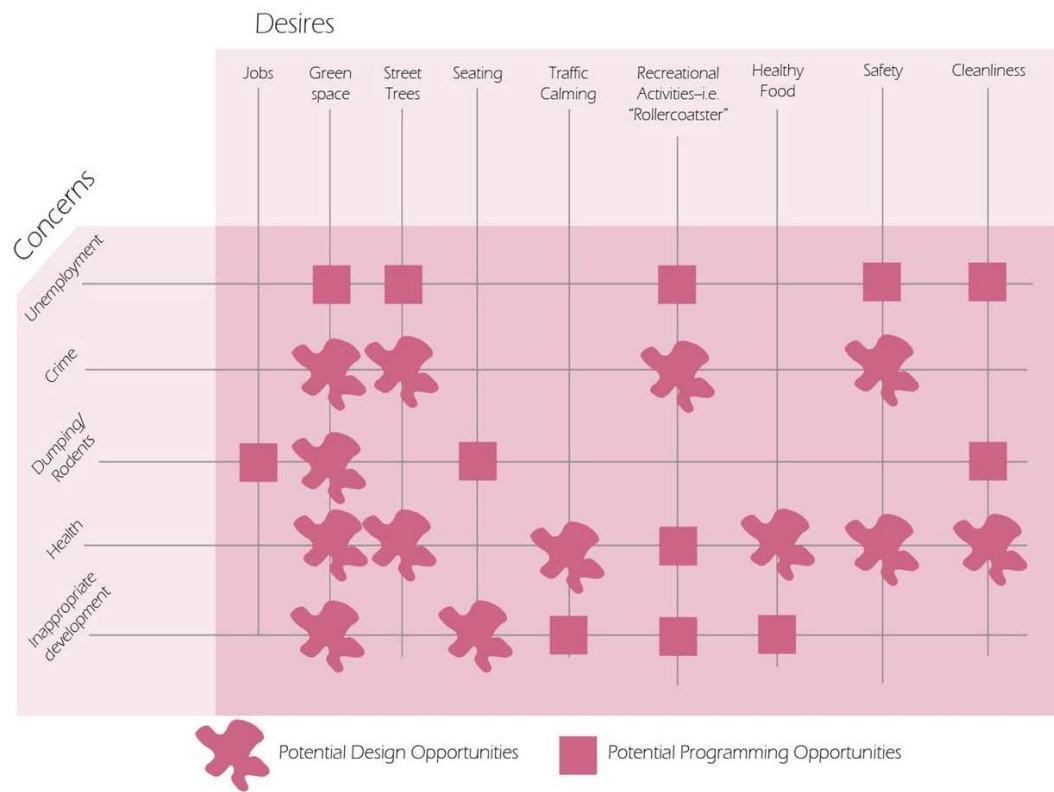 Desires
Jobs
Green
space
Street
Trees
Seating
Traffic
Calming
Recreational
Activities–i.e.
“Rollercoatster”
Healthy
Food
Safety
Cleanliness
Concerns
Unemployment
Crime
Dumping/
Rodents
Health
Inappropriate
development
Potential Design Opportunities
Potential Programming Opportunities